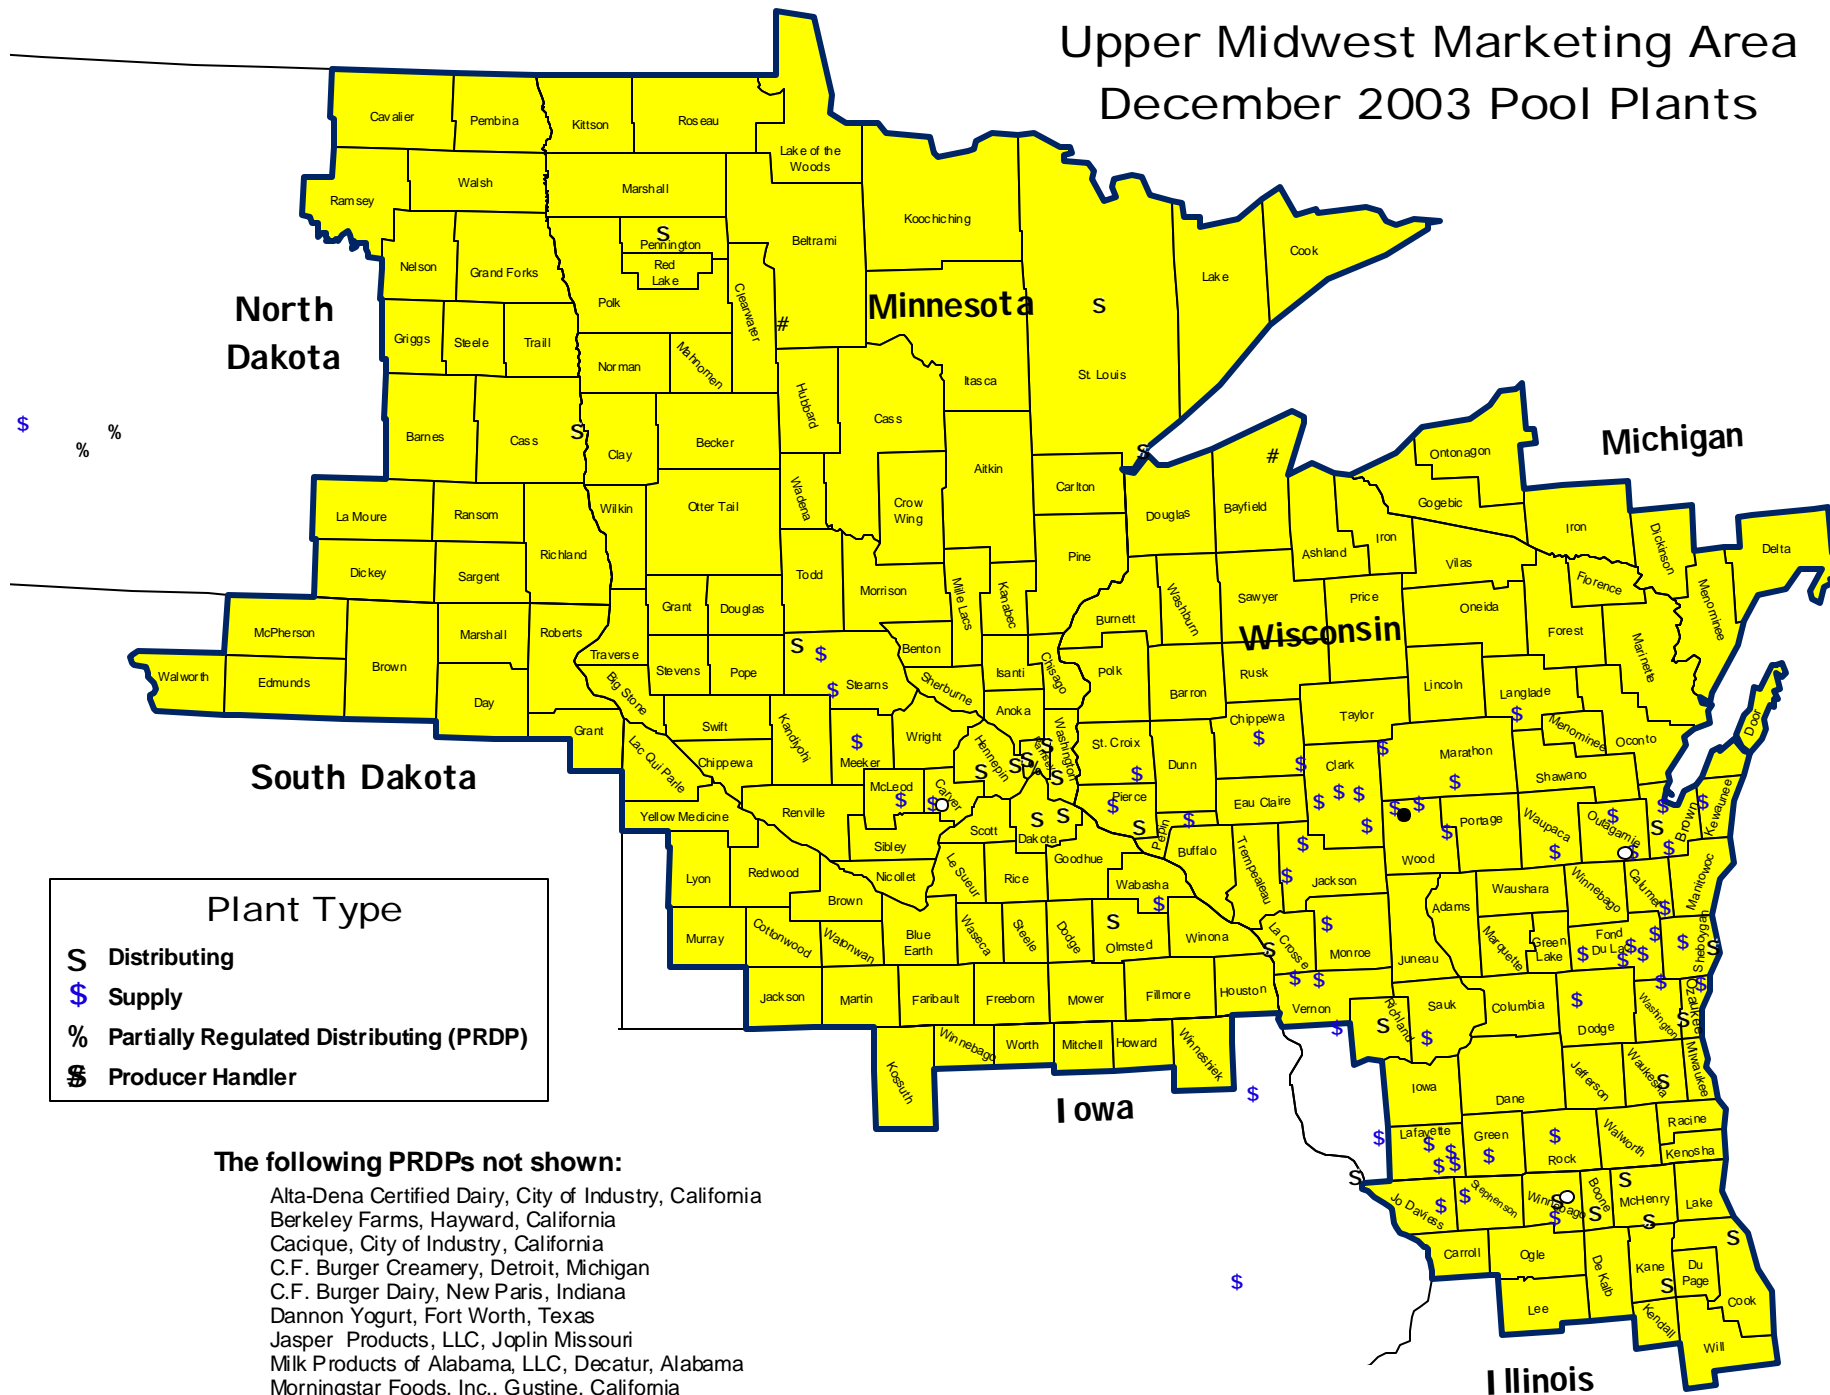 Upper Midwest Marketing Area
December 2003 Pool Plants
Cavalier
Pembina
Kittson
Roseau
Lake of the
Woods
Ramsey
Walsh
Marshall
Koochiching
Beltrami
S
Pennington
Red
Lake
Nelson
Grand Forks
Polk
Clearwater
#
Lake
Cook
North
Dakota
Minnesota
S
Griggs
Steele
Traill
Norman
Mahnomen
Hubbard
Cass
Itasca
St. Louis
$
%
%
Barnes
Cass
S
Clay
Becker
Wadena
Crow
Wing
Aitkin
Carlton
S
#
Ontonagon
Gogebic
Michigan
La Moure
Ransom
Richland
Wilkin
Otter Tail
Douglas
Bayfield
Ashland
Iron
Iron
Dickinson
Delta
Dickey
Sargent
Todd
Morrison
Mille Lacs
Kanabec
Pine
Washburn
Sawyer
Price
Vilas
Oneida
Florence
Menominee
McPherson
Brown
Marshall
Roberts
Grant
Douglas
Burnett
Wisconsin
Forest
Marinette
Walworth
Edmunds
Day
Traverse
Stevens
Pope
S
$
$
Stearns
Benton
Sherburne
Isanti
Chisago
Polk
Barron
Rusk
Lincoln
Langlade
$
Grant
Big Stone
Swift
Kandiyohi
$
Meeker
Wright
Anoka
Washington
Hennepin
St. Croix
$
Dunn
Chippewa
$
Taylor
Marathon
$
Menominee
Oconto
Door
South Dakota
Lac Qui Parle
Chippewa
Yellow Medicine
Renville
McLeod
$
Carver
$
S
S
S
S
S
%
Scott
Dakota
S
S
Pierce
$
S
Pepin
$
Eau Claire
$
Clark
$
$
$
$
$
$
$
$
Wood
Portage
Waupaca
$
Shawano
Outagamie
$
$
S
$
Brown
$
$
Kewaunee
Sibley
Nicollet
Le Sueur
Rice
Goodhue
Wabasha
$
Buffalo
Trempealeau
$
$
Jackson
Adams
Waushara
Winnebago
Calumet
$
Manitowoc
Lyon
Redwood
Brown
Plant Type
S Distributing
$ Supply
% Partially Regulated Distributing (PRDP)
# Producer Handler
Murray
Cottonwood
Watonwan
Blue
Earth
Waseca
Steele
Dodge
S
Olmsted
Winona
S
La Crosse
$
Monroe
Juneau
Marquette
Green
Lake
Fond
Du Lac
$
$
$
$
$
$
S
Sheboygan
Jackson
Martin
Faribault
Freeborn
Mower
Fillmore
Houston
$
$
Vernon
$
Richland
S
Sauk
$
Columbia
$
Dodge
$
Washington
S
$
Ozaukee
Kossuth
Winnebago
Worth
Mitchell
Howard
Winneshiek
Iowa
$
Iowa
Dane
Jefferson
Waukesha
S
Milwaukee
$
Lafayette
$
$
$
$
Green
$
$
Rock
Walworth
Racine
Kenosha
S
Jo Daviess
$
$
Stephenson
Winnebago
S
$
Boone
S
S
McHenry
S
Lake
S
Carroll
Ogle
De Kalb
Kane
S
Du
Page
Cook
$
Lee
Kendall
Will
Illinois
The following PRDPs not shown:
Alta-Dena Certified Dairy, City of Industry, California
Berkeley Farms, Hayward, California
Cacique, City of Industry, California
C.F. Burger Creamery, Detroit, Michigan
C.F. Burger Dairy, New Paris, Indiana
Dannon Yogurt, Fort Worth, Texas
Jasper Products, LLC, Joplin Missouri
Milk Products of Alabama, LLC, Decatur, Alabama
Morningstar Foods, Inc., Gustine, California